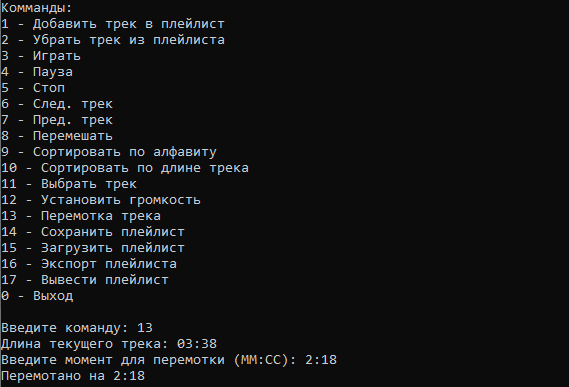 Комманды:
1 - Добавить трек в плейлист
2 - Убрать трек из плейлиста
3 - Играть
4 - Пауза
5 - Стоп
6 - След. трек
7 - Пред. трек
8 - Перемешать
9 - Сортировать по алфавиту
10 - Сортировать по длине трека
11 - Выбрать трек
12 - Установить громкость
13 - Перемотка трека
14 - Сохранить плейлист
15 - Загрузить плейлист
16 - Экспорт плейлиста
17 - Вывести плейлист
0 - Выход
Введите команду: 13
Длина текущего трека: 03:38
Введите момент для перемотки (ММ:СС): 2:18
Перемотано на 2:18